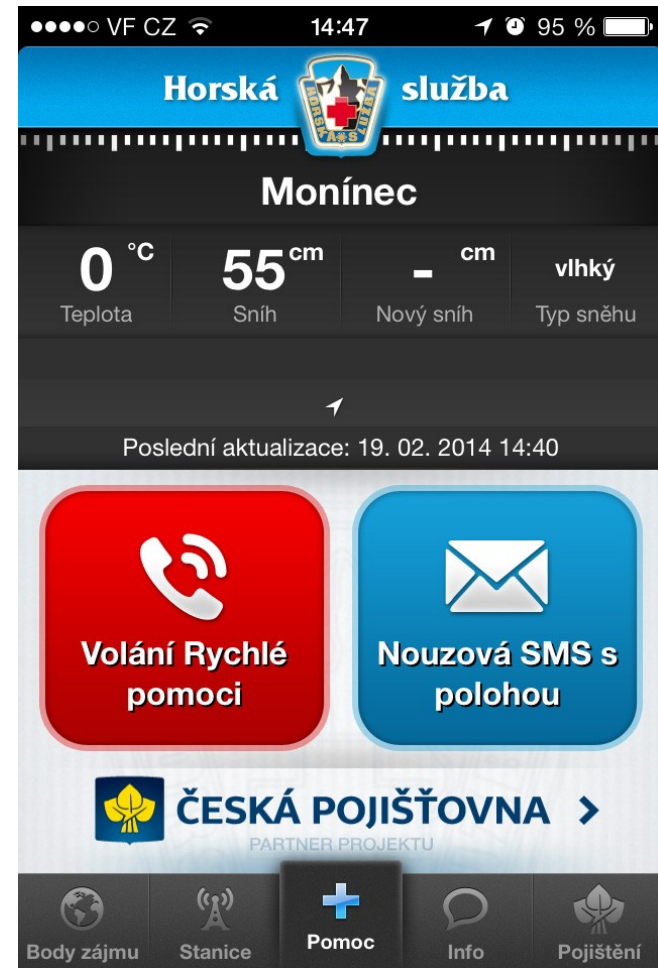 VF CZ 14:47 95 %
Horská služba
HORSKÁ SLUŽBA
Monínec
0 °C 55 cm - cm vlhký
Teplota Sníh Nový sníh Typ sněhu
Poslední aktualizace: 19. 02. 2014 14:40
Volání Rychlé
pomoci
Nouzová SMS s
polohou
ČESKÁ POJIŠŤOVNA >
PARTNER PROJEKTU
Body zájmu Stanice Pomoc Info Pojištění